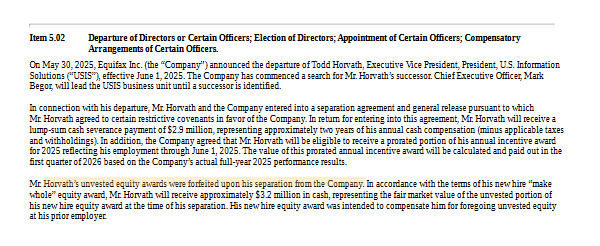 Item 5.02 Departure of Directors or Certain Officers; Election of Directors; Appointment of Certain Officers; Compensatory
Arrangements of Certain Officers.
On May 30, 2025, Equifax Inc. (the “Company”) announced the departure of Todd Horvath, Executive Vice President, President, U.S. Information
Solutions (“USIS”), effective June 1, 2025. The Company has commenced a search for Mr. Horvath’s successor. Chief Executive Officer, Mark
Begor, will lead the USIS business unit until a successor is identified.
In connection with his departure, Mr. Horvath and the Company entered into a separation agreement and general release pursuant to which
Mr. Horvath agreed to certain restrictive covenants in favor of the Company. In return for entering into this agreement, Mr. Horvath will receive a
lump-sum cash severance payment of $2.9 million, representing approximately two years of his annual cash compensation (minus applicable taxes
and withholdings). In addition, the Company agreed that Mr. Horvath will be eligible to receive a prorated portion of his annual incentive award
for 2025 reflecting his employment through June 1, 2025. The value of this prorated annual incentive award will be calculated and paid out in the
first quarter of 2026 based on the Company’s actual full-year 2025 performance results.
Mr. Horvath’s unvested equity awards were forfeited upon his separation from the Company. In accordance with the terms of his new hire “make
whole” equity award, Mr. Horvath will receive approximately $3.2 million in cash, representing the fair market value of the unvested portion of
his new hire equity award at the time of his separation. His new hire equity award was intended to compensate him for foregoing unvested equity
at his prior employer.